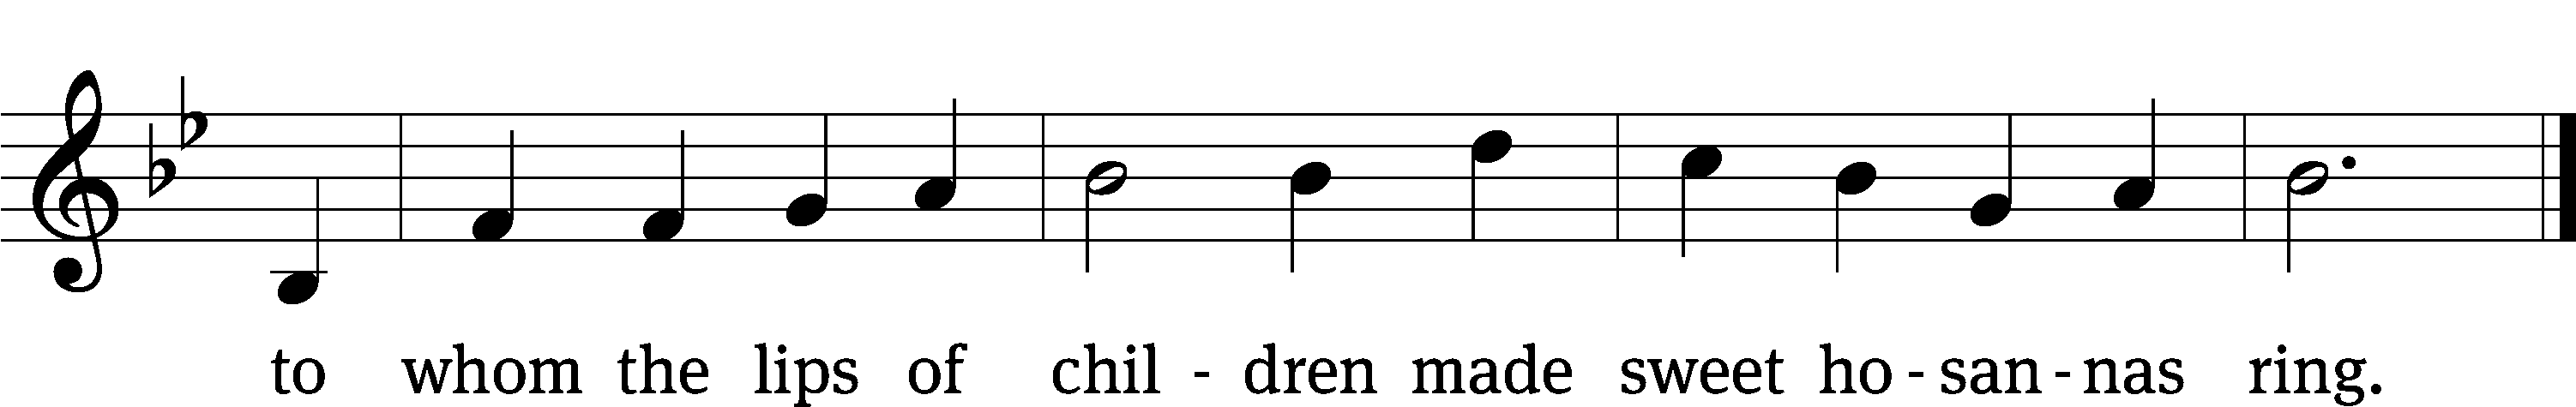 to whom the lips of chil - dren made sweet ho - san - nas ring.